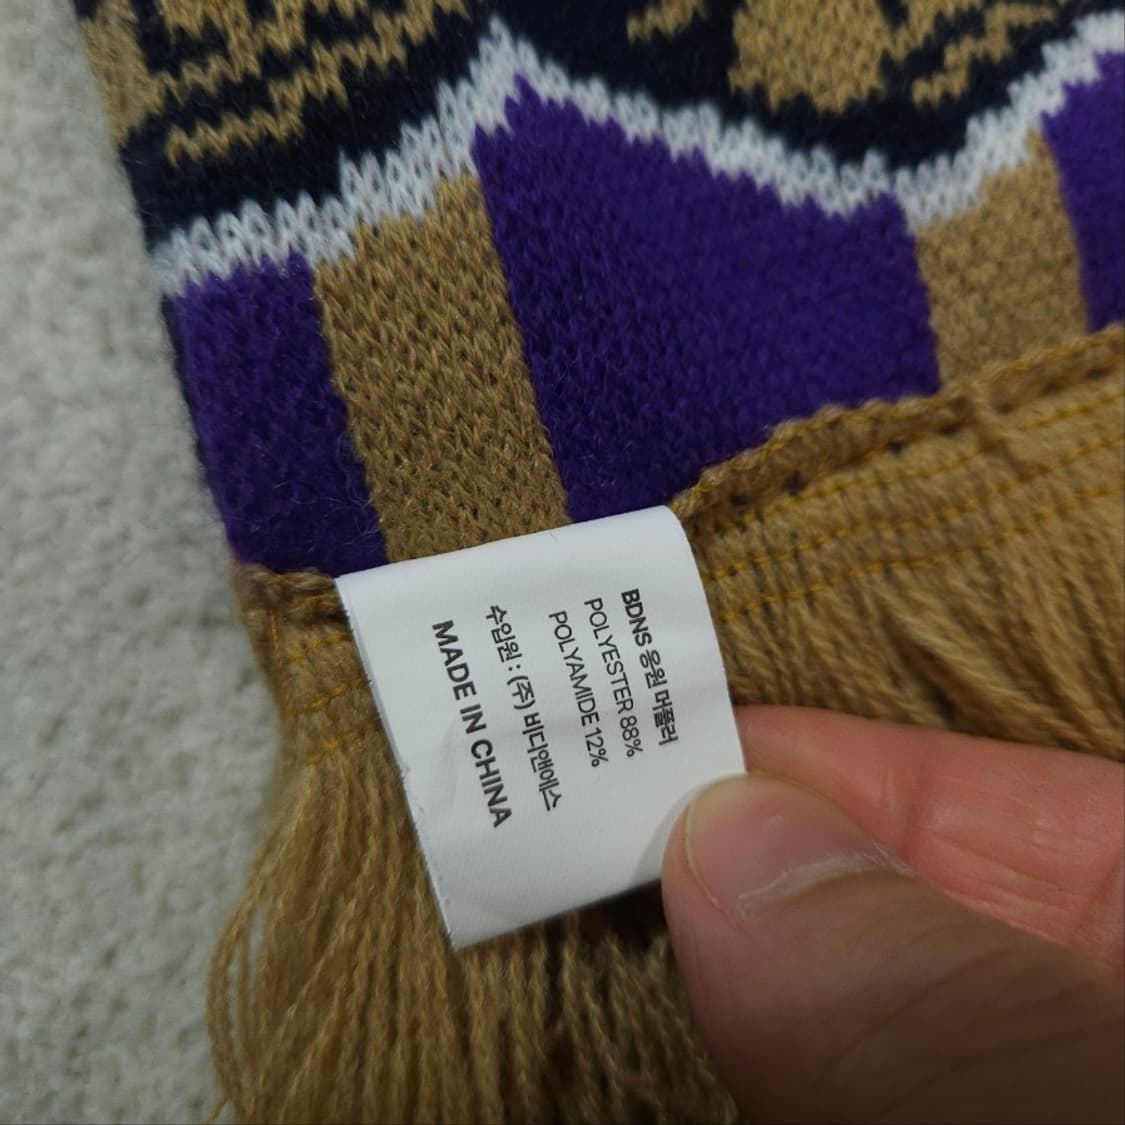 BDNS 응원 머플러
POLYESTER 88%
POLYAMIDE 12%
수입원 : (주) 비디앤에스
MADE IN CHINA